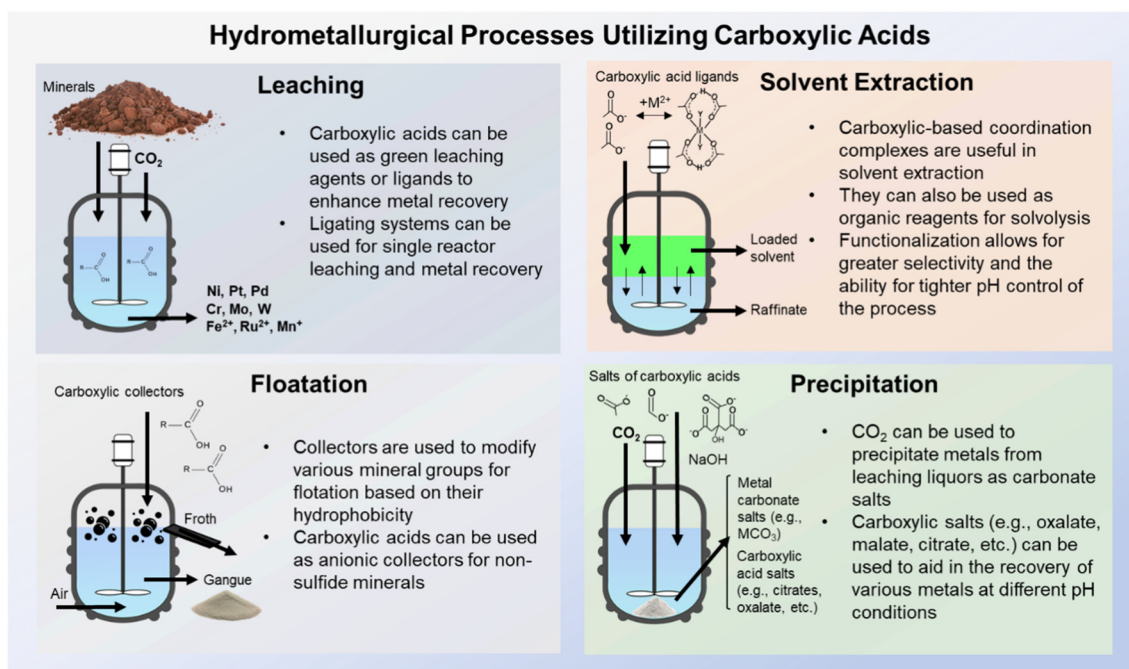 Hydrometallurgical Processes Utilizing Carboxylic Acids
Leaching
Minerals
CO₂
R
C
O
OH
R
C
O
OH
Ni, Pt, Pd
Cr, Mo, W
Fe²⁺, Ru²⁺, Mn⁺
• Carboxylic acids can be
used as green leaching
agents or ligands to
enhance metal recovery
• Ligating systems can be
used for single reactor
leaching and metal recovery
Solvent Extraction
Carboxylic acid ligands
+M²⁺
Loaded
solvent
Raffinate
• Carboxylic-based coordination
complexes are useful in
solvent extraction
• They can also be used as
organic reagents for solvolysis
• Functionalization allows for
greater selectivity and the
ability for tighter pH control of
the process
Floatation
Carboxylic collectors
R
C
O
OH
R
C
O
OH
Froth
Gangue
Air
• Collectors are used to modify
various mineral groups for
flotation based on their
hydrophobicity
• Carboxylic acids can be used
as anionic collectors for non-
sulfide minerals
Precipitation
Salts of carboxylic acids
CO₂
NaOH
Metal
carbonate
salts (e.g.,
MCO₃)
Carboxylic
acid salts
(e.g., citrates,
oxalate, etc.)
• CO₂ can be used to
precipitate metals from
leaching liquors as carbonate
salts
• Carboxylic salts (e.g., oxalate,
malate, citrate, etc.) can be
used to aid in the recovery of
various metals at different pH
conditions